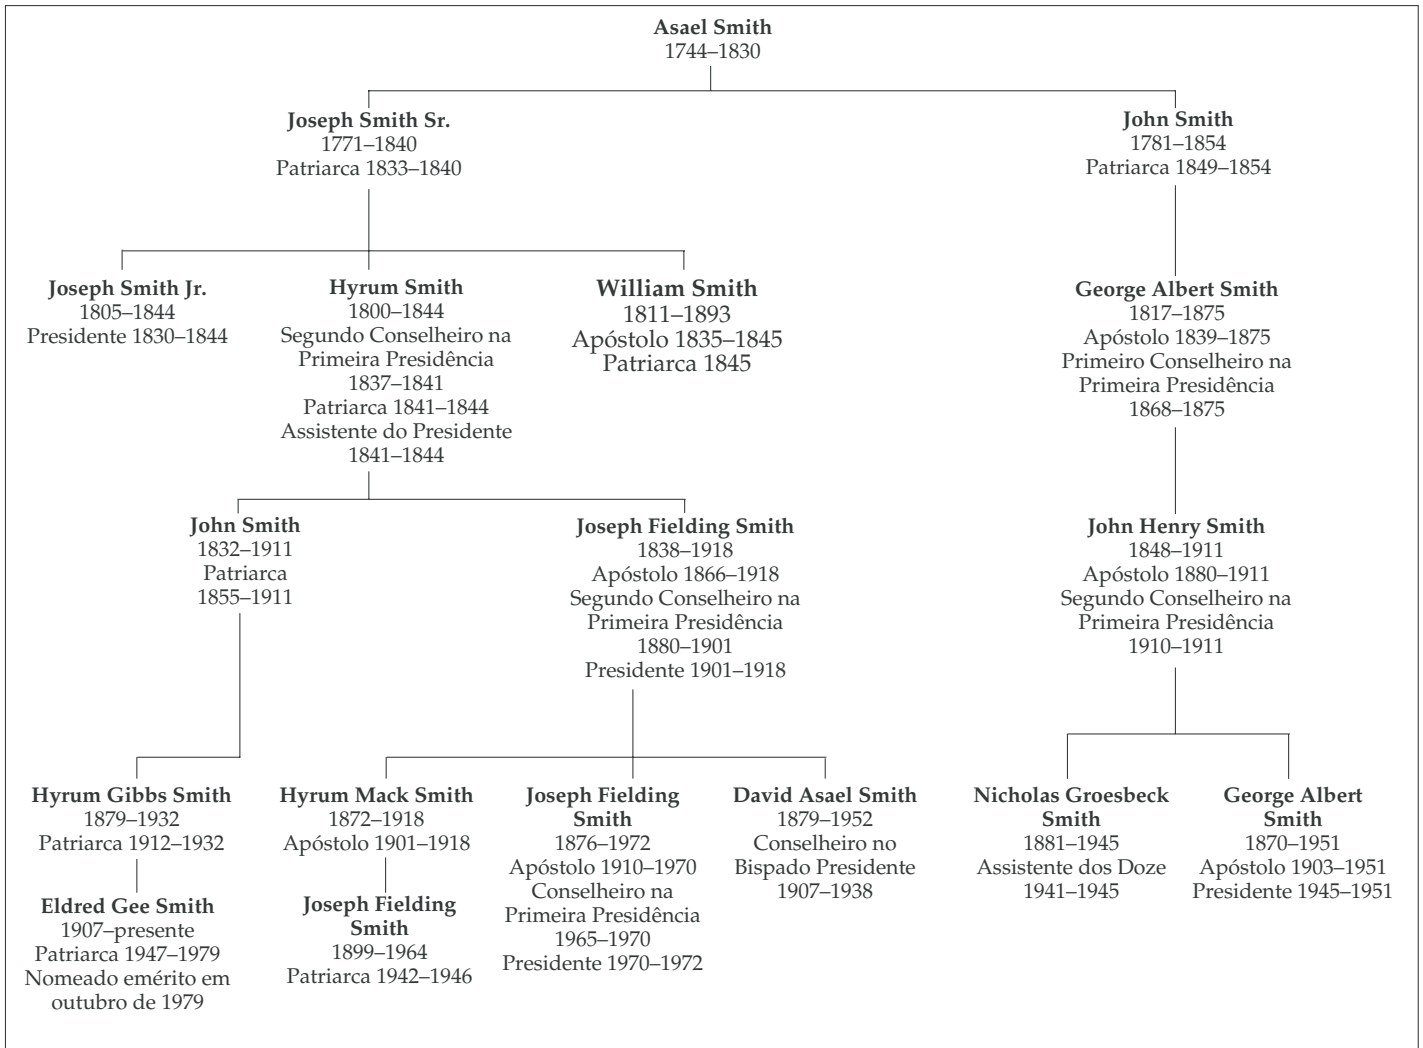 Asael Smith
1744–1830
Joseph Smith Sr.
1771–1840
Patriarca 1833–1840
John Smith
1781–1854
Patriarca 1849–1854
Joseph Smith Jr.
1805–1844
Presidente 1830–1844
Hyrum Smith
1800–1844
Segundo Conselheiro na
Primeira Presidência
1837–1841
Patriarca 1841–1844
Assistente do Presidente
1841–1844
William Smith
1811–1893
Apóstolo 1835–1845
Patriarca 1845
George Albert Smith
1817–1875
Apóstolo 1839–1875
Primeiro Conselheiro na
Primeira Presidência
1868–1875
John Smith
1832–1911
Patriarca
1855–1911
Joseph Fielding Smith
1838–1918
Apóstolo 1866–1918
Segundo Conselheiro na
Primeira Presidência
1880–1901
Presidente 1901–1918
John Henry Smith
1848–1911
Apóstolo 1880–1911
Segundo Conselheiro na
Primeira Presidência
1910–1911
Hyrum Gibbs Smith
1879–1932
Patriarca 1912–1932
Eldred Gee Smith
1907–presente
Patriarca 1947–1979
Nomeado emérito em
outubro de 1979
Hyrum Mack Smith
1872–1918
Apóstolo 1901–1918
Joseph Fielding
Smith
1899–1964
Patriarca 1942–1946
Joseph Fielding
Smith
1876–1972
Apóstolo 1910–1970
Conselheiro na
Primeira Presidência
1965–1970
Presidente 1970–1972
David Asael Smith
1879–1952
Conselheiro no
Bispado Presidente
1907–1938
Nicholas Groesbeck
Smith
1881–1945
Assistente dos Doze
1941–1945
George Albert
Smith
1870–1951
Apóstolo 1903–1951
Presidente 1945–1951